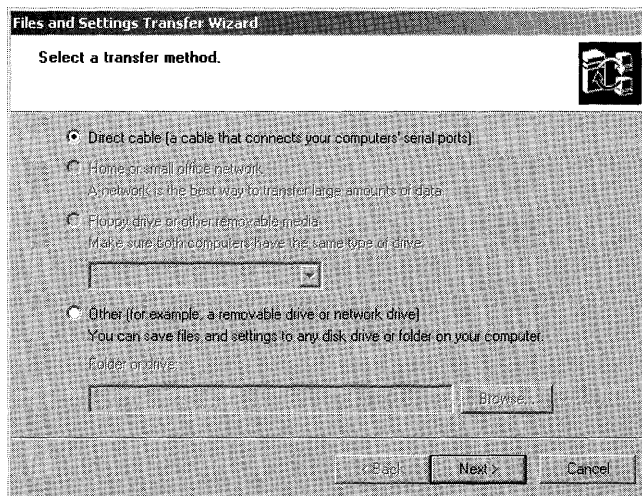 Files and Settings Transfer Wizard
Select a transfer method.
Direct cable (a cable that connects your computers' serial ports)
Home or small office network
A network is the best way to transfer large amounts of data.
Floppy drive or other removable media
Make sure both computers have the same type of drive.
Other (for example, a removable drive or network drive)
You can save files and settings to any disk drive or folder on your computer.
Folder or drive:
Browse...
< Back
Next >
Cancel